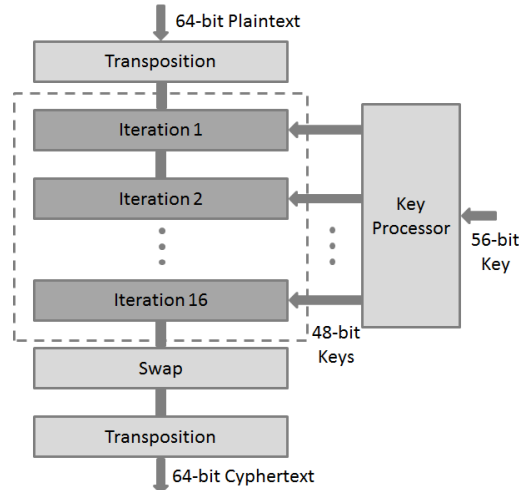 64-bit Plaintext
Transposition
Iteration 1
Iteration 2
Iteration 16
Key
Processor
56-bit
Key
48-bit
Keys
Swap
Transposition
64-bit Cyphertext